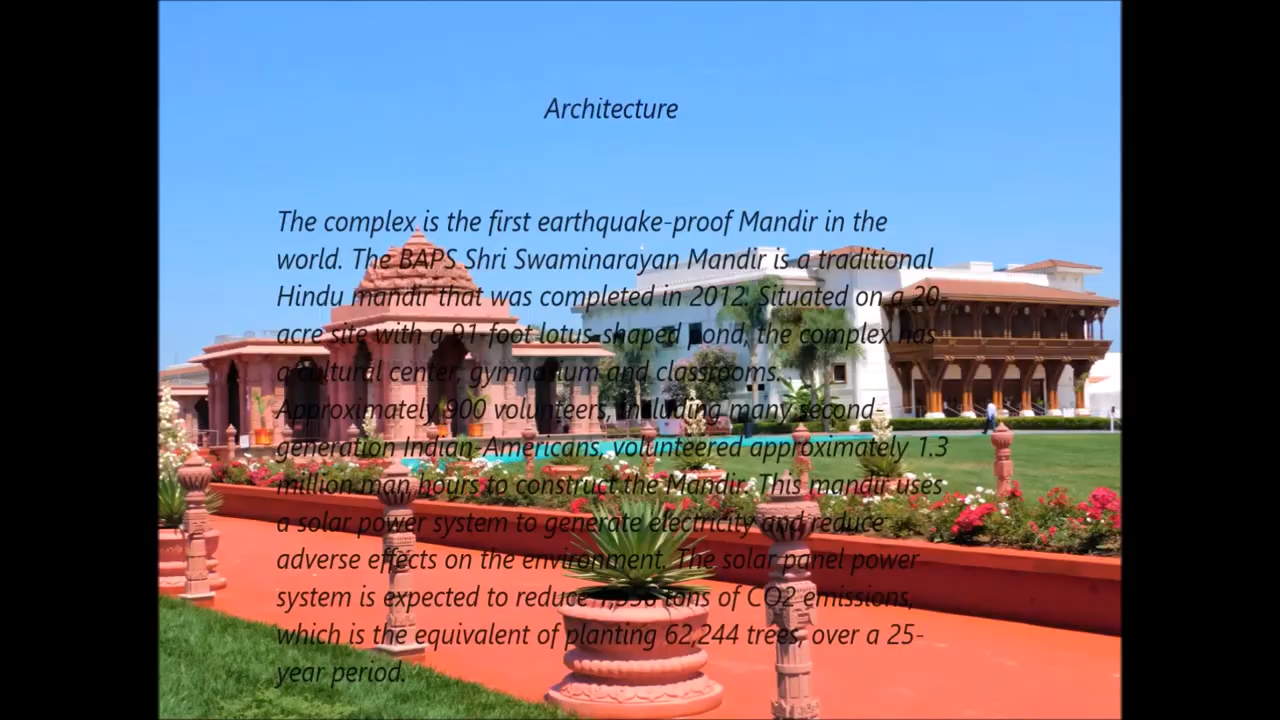 Architecture
The complex is the first earthquake-proof Mandir in the
world. The BAPS Shri Swaminarayan Mandir is a traditional
Hindu mandir that was completed in 2012. Situated on a 20-
acre site with a 91-foot lotus-shaped pond, the complex has
a cultural center, gymnasium and classrooms.
Approximately 900 volunteers, including many second-
generation Indian-Americans, volunteered approximately 1.3
million man hours to construct the Mandir. This mandir uses
a solar power system to generate electricity and reduce
adverse effects on the environment. The solar panel power
system is expected to reduce tons of CO2 emissions,
which is the equivalent of planting 62,244 trees, over a 25-
year period.